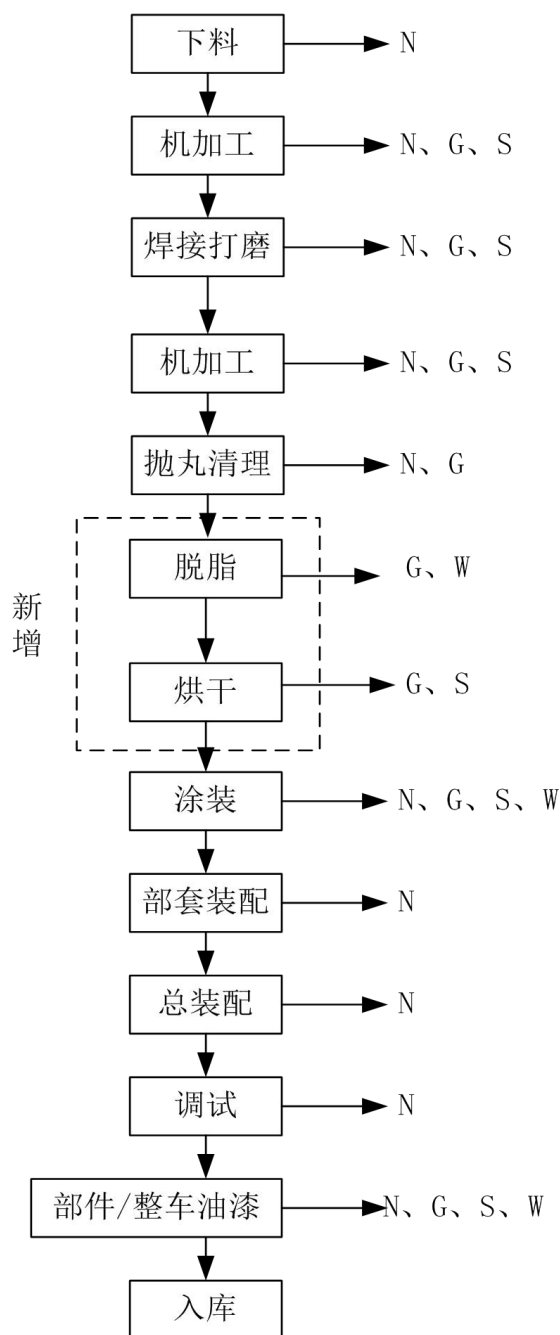 下料 N
机加工 N、G、S
焊接打磨 N、G、S
机加工 N、G、S
抛丸清理 N、G
新增
脱脂 G、W
烘干 G、S
涂装 N、G、S、W
部套装配 N
总装配 N
调试 N
部件/整车油漆 N、G、S、W
入库